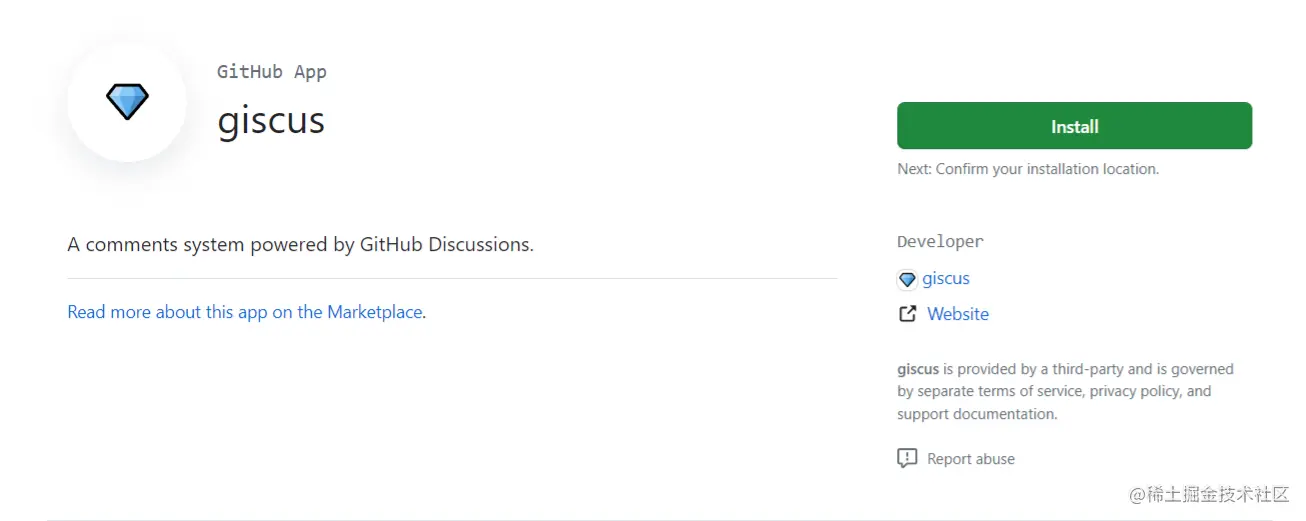 GitHub App
giscus
Install
Next: Confirm your installation location.
A comments system powered by GitHub Discussions.
Read more about this app on the Marketplace.
Developer
giscus
Website
giscus is provided by a third-party and is governed
by separate terms of service, privacy policy, and
support documentation.
Report abuse
@稀土掘金技术社区